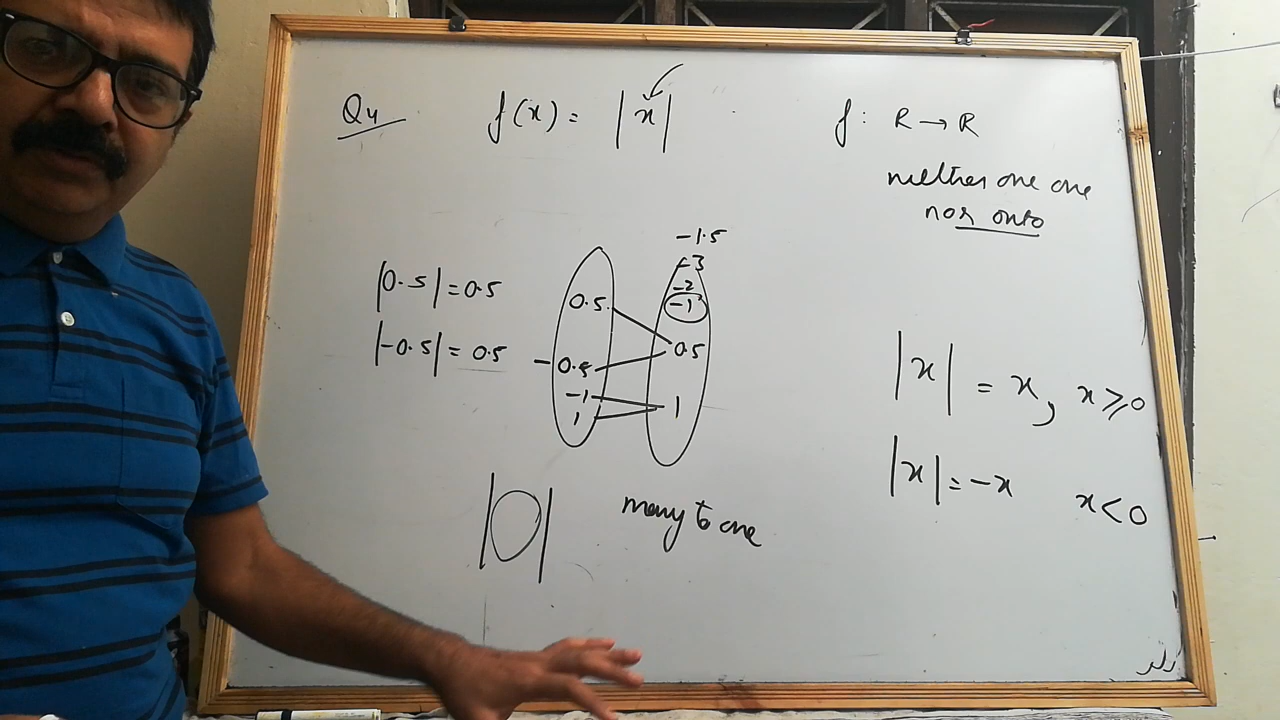 Q4 f(x) = |x| f: R → R
neither one one
nor onto
-1.5
-3
-2
-1
|0.5| = 0.5 0.5
|-0.5| = 0.5 -0.5 0.5
-1
1 1
|x| = x, x ⩾ 0
|x| = -x x < 0
|0| many to one